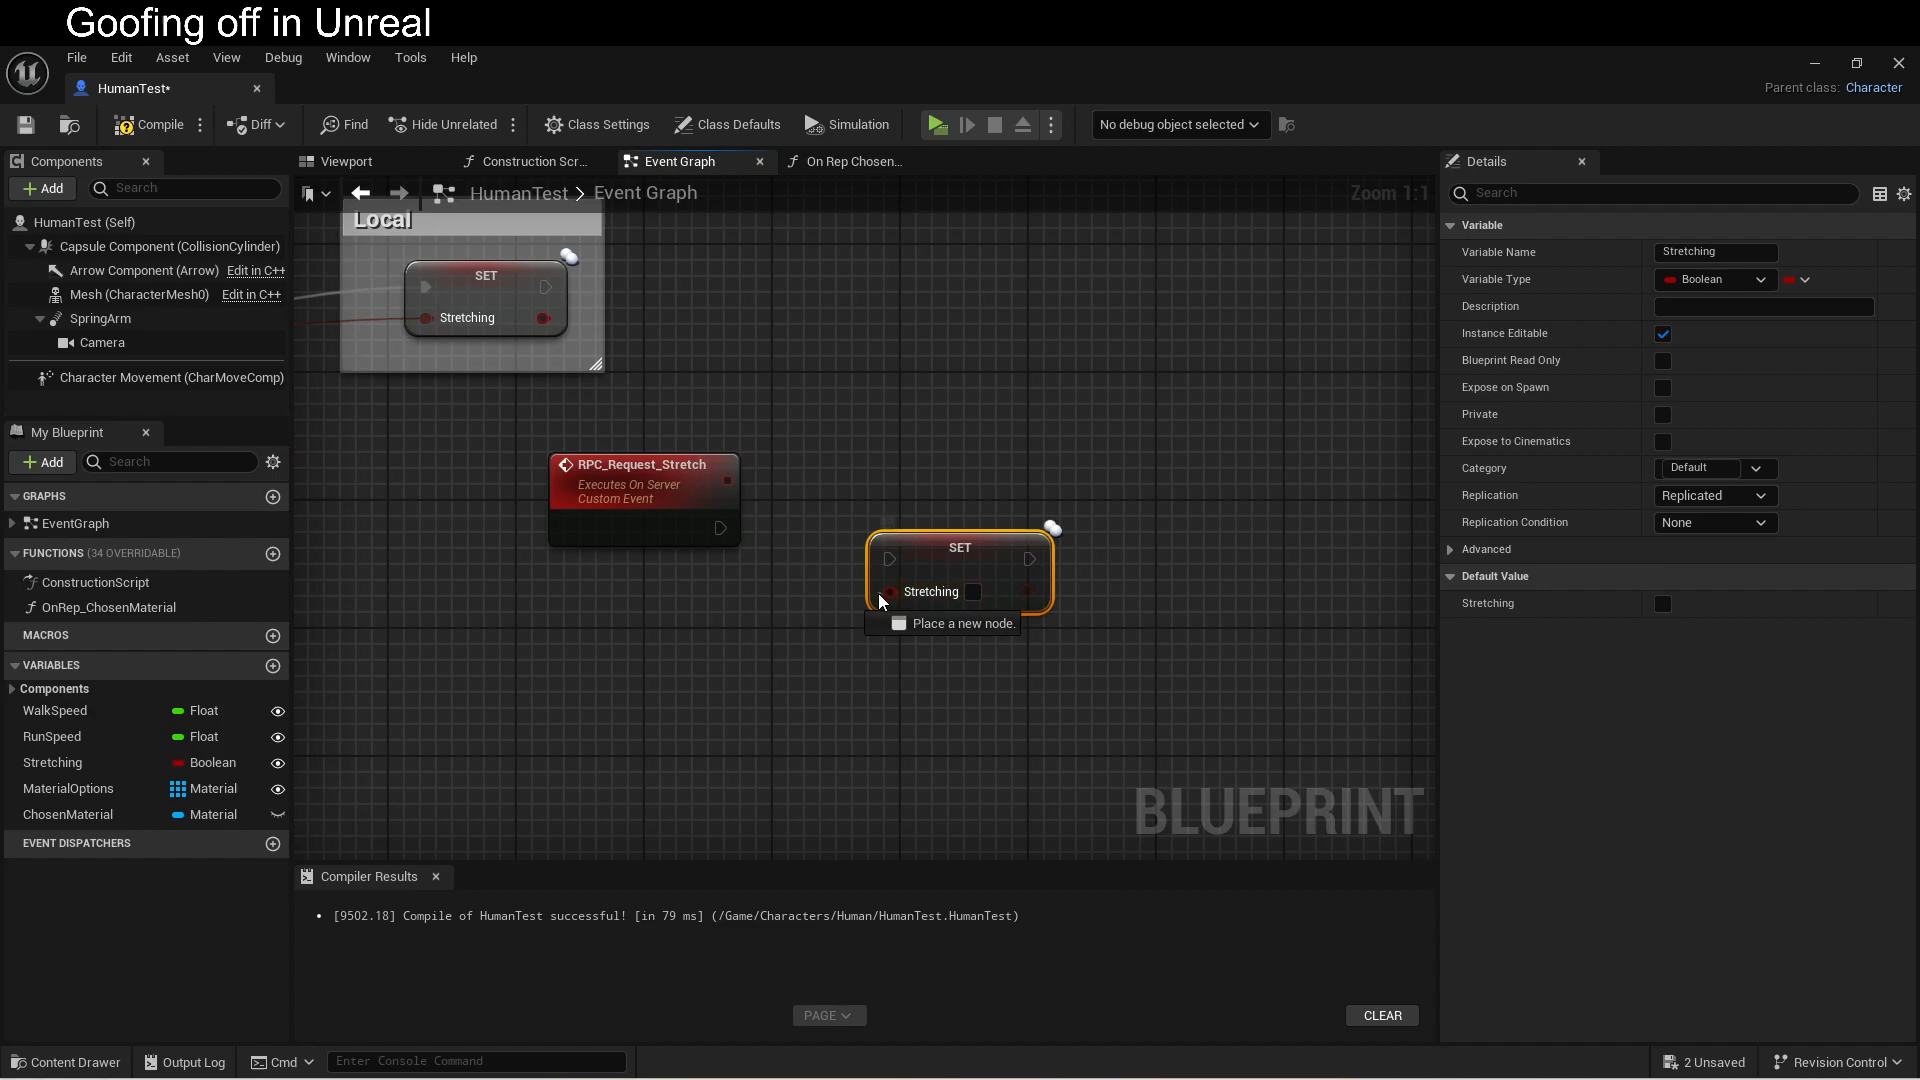 Goofing off in Unreal
File Edit Asset View Debug Window Tools Help
HumanTest*
Parent class: Character
Compile Diff Find Hide Unrelated Class Settings Class Defaults Simulation No debug object selected
Components
Viewport Construction Scr... Event Graph On Rep Chosen... Details
Add Search
HumanTest > Event Graph Zoom 1:1
Search
HumanTest (Self)
Capsule Component (CollisionCylinder)
Arrow Component (Arrow) Edit in C++
Mesh (CharacterMesh0) Edit in C++
SpringArm
Camera
Character Movement (CharMoveComp)
My Blueprint
Add Search
GRAPHS
EventGraph
FUNCTIONS (34 OVERRIDABLE)
ConstructionScript
OnRep_ChosenMaterial
MACROS
VARIABLES
Components
WalkSpeed Float
RunSpeed Float
Stretching Boolean
MaterialOptions Material
ChosenMaterial Material
EVENT DISPATCHERS
Local
SET
Stretching
RPC_Request_Stretch
Executes On Server
Custom Event
SET
Stretching
Place a new node.
BLUEPRINT
Variable
Variable Name Stretching
Variable Type Boolean
Description
Instance Editable
Blueprint Read Only
Expose on Spawn
Private
Expose to Cinematics
Category Default
Replication Replicated
Replication Condition None
Advanced
Default Value
Stretching
Compiler Results
[9502.18] Compile of HumanTest successful! [in 79 ms] (/Game/Characters/Human/HumanTest.HumanTest)
PAGE CLEAR
Content Drawer Output Log Cmd Enter Console Command 2 Unsaved Revision Control